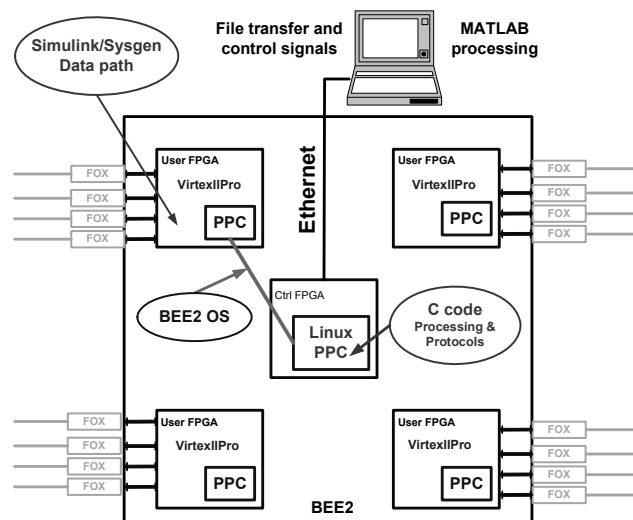 Simulink/Sysgen
Data path
File transfer and
control signals
MATLAB
processing
Ethernet
FOX
FOX
FOX
FOX
User FPGA
VirtexIIPro
PPC
User FPGA
VirtexIIPro
PPC
FOX
FOX
FOX
FOX
BEE2 OS
Ctrl FPGA
Linux
PPC
C code
Processing &
Protocols
FOX
FOX
FOX
FOX
User FPGA
VirtexIIPro
PPC
User FPGA
VirtexIIPro
PPC
FOX
FOX
FOX
FOX
BEE2